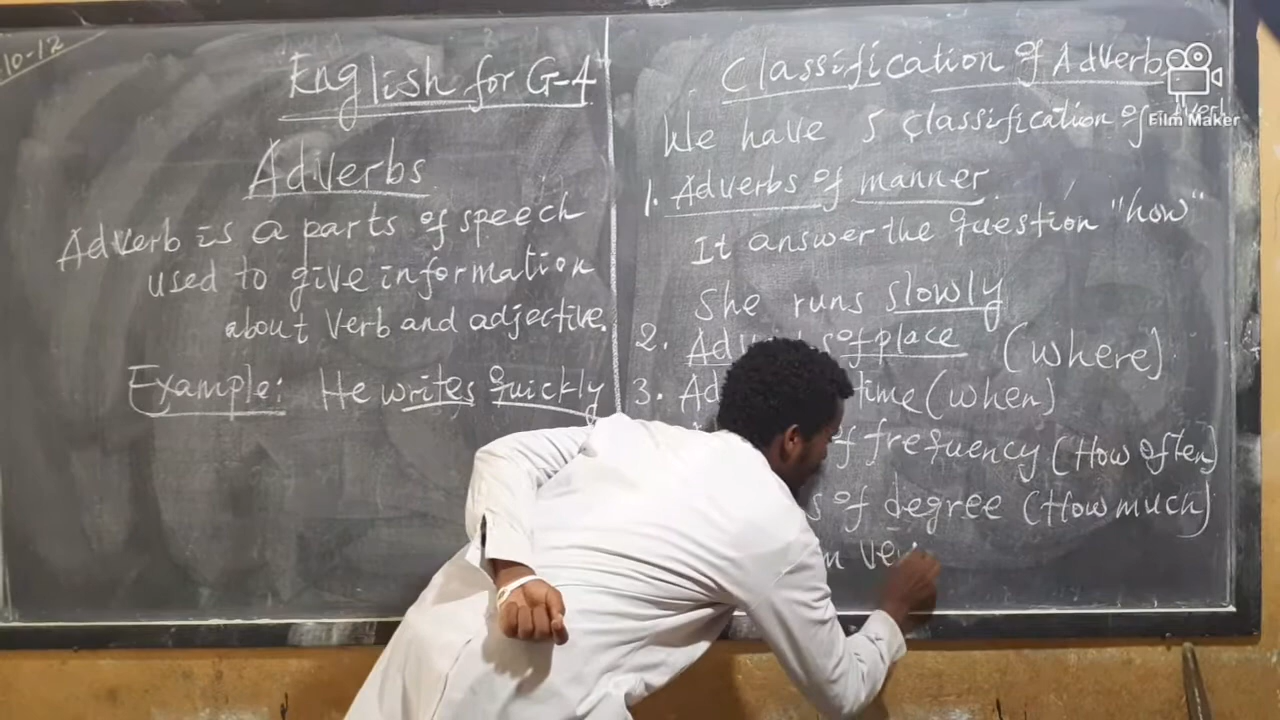 10-12
English for G-4
Adverbs
Adverb is a parts of speech
used to give information
about Verb and adjective.
Example: He writes quickly
Classification of Adverbs
We have 5 classification of
1. Adverbs of manner.
It answer the question "how"
She runs slowly
2. of place (where)
3. time (when)
of frequency (How often)
of degree (How much)
Film Maker